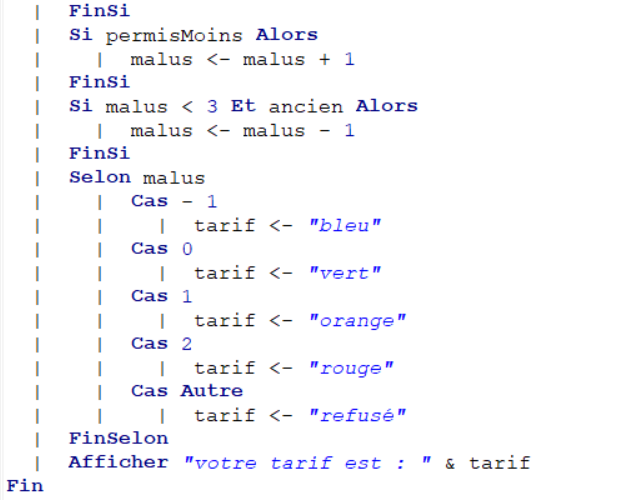 FinSi
Si permisMoins Alors
malus <- malus + 1
FinSi
Si malus < 3 Et ancien Alors
malus <- malus - 1
FinSi
Selon malus
Cas - 1
tarif <- "bleu"
Cas 0
tarif <- "vert"
Cas 1
tarif <- "orange"
Cas 2
tarif <- "rouge"
Cas Autre
tarif <- "refusé"
FinSelon
Afficher "votre tarif est : " & tarif
Fin